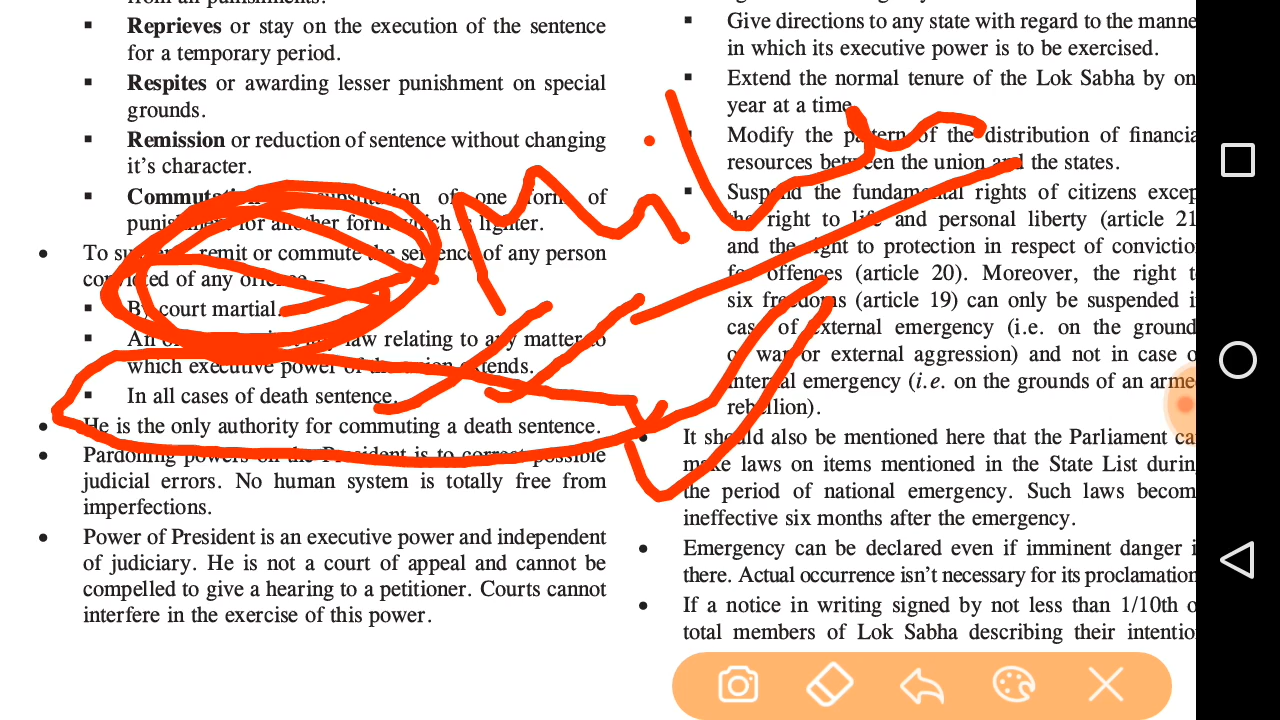 from all punishments.
Reprieves or stay on the execution of the sentence
for a temporary period.
Respites or awarding lesser punishment on special
grounds.
Remission or reduction of sentence without changing
it's character.
of one form of
for another form which is lighter.
To remit or commute the sentence of any person
convicted of any offence –
By court martial.
law relating to any matter to
which executive power of the union extends.
In all cases of death sentence.
He is the only authority for commuting a death sentence.
Pardoning powers on the President is to correct possible
judicial errors. No human system is totally free from
imperfections.
Power of President is an executive power and independent
of judiciary. He is not a court of appeal and cannot be
compelled to give a hearing to a petitioner. Courts cannot
interfere in the exercise of this power.
Give directions to any state with regard to the manne
in which its executive power is to be exercised.
Extend the normal tenure of the Lok Sabha by on
year at a time.
Modify the pattern of the distribution of financia
resources between the union and the states.
Suspend the fundamental rights of citizens excep
the right to life and personal liberty (article 21
and the right to protection in respect of convictio
for offences (article 20). Moreover, the right t
six freedoms (article 19) can only be suspended i
case of external emergency (i.e. on the ground
of war or external aggression) and not in case o
internal emergency (i.e. on the grounds of an arme
rebellion).
It should also be mentioned here that the Parliament ca
make laws on items mentioned in the State List durin
the period of national emergency. Such laws becom
ineffective six months after the emergency.
Emergency can be declared even if imminent danger i
there. Actual occurrence isn't necessary for its proclamation
If a notice in writing signed by not less than 1/10th o
total members of Lok Sabha describing their intentio